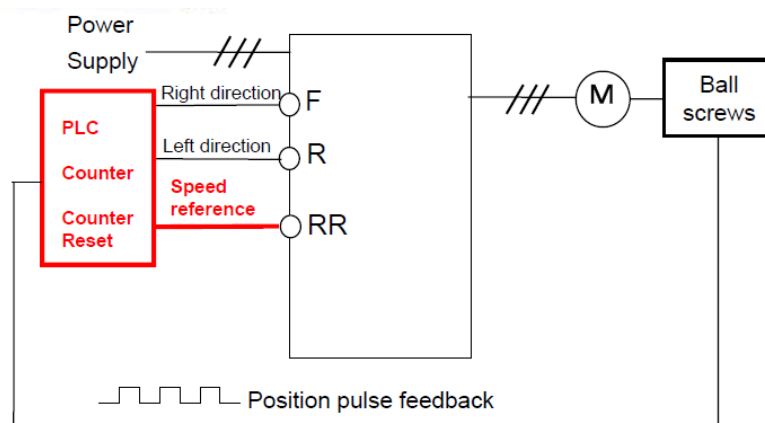 Power
Supply
Right direction
F
PLC
Left direction
R
Counter
Speed
reference
Counter
Reset
RR
M
Ball
screws
Position pulse feedback